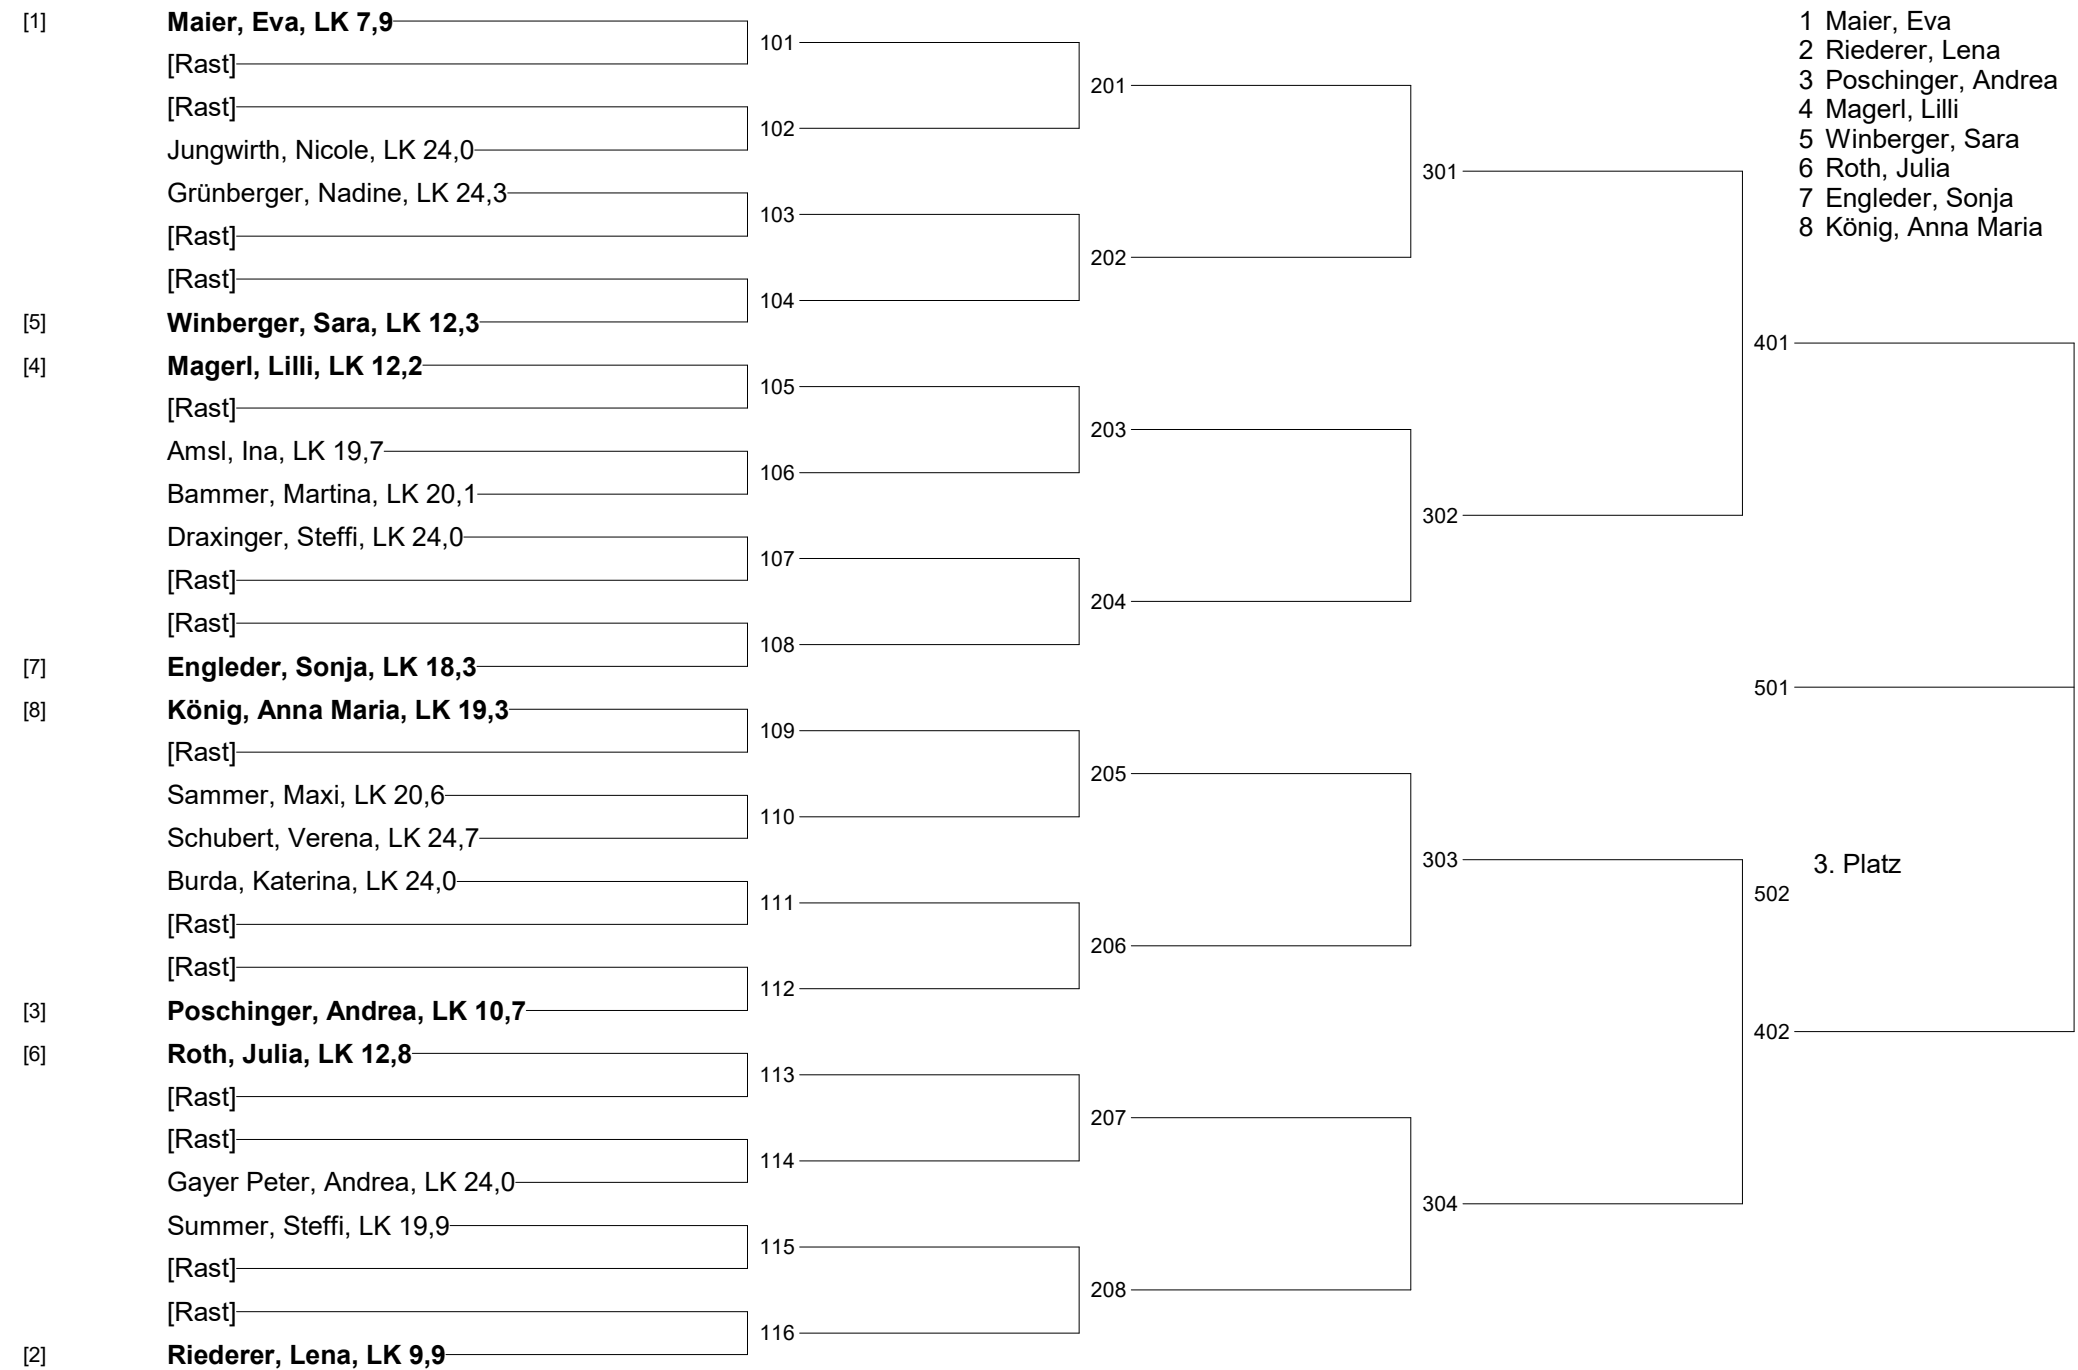 [1] Maier, Eva, LK 7,9
[Rast]
[Rast]
Jungwirth, Nicole, LK 24,0
Grünberger, Nadine, LK 24,3
[Rast]
[Rast]
[5] Winberger, Sara, LK 12,3
[4] Magerl, Lilli, LK 12,2
[Rast]
Amsl, Ina, LK 19,7
Bammer, Martina, LK 20,1
Draxinger, Steffi, LK 24,0
[Rast]
[Rast]
[7] Engleder, Sonja, LK 18,3
[8] König, Anna Maria, LK 19,3
[Rast]
Sammer, Maxi, LK 20,6
Schubert, Verena, LK 24,7
Burda, Katerina, LK 24,0
[Rast]
[Rast]
[3] Poschinger, Andrea, LK 10,7
[6] Roth, Julia, LK 12,8
[Rast]
[Rast]
Gayer Peter, Andrea, LK 24,0
Summer, Steffi, LK 19,9
[Rast]
[Rast]
[2] Riederer, Lena, LK 9,9
101
102
103
104
105
106
107
108
109
110
111
112
113
114
115
116
201
202
203
204
205
206
207
208
301
302
303
304
401
501
3. Platz
502
402
1 Maier, Eva
2 Riederer, Lena
3 Poschinger, Andrea
4 Magerl, Lilli
5 Winberger, Sara
6 Roth, Julia
7 Engleder, Sonja
8 König, Anna Maria